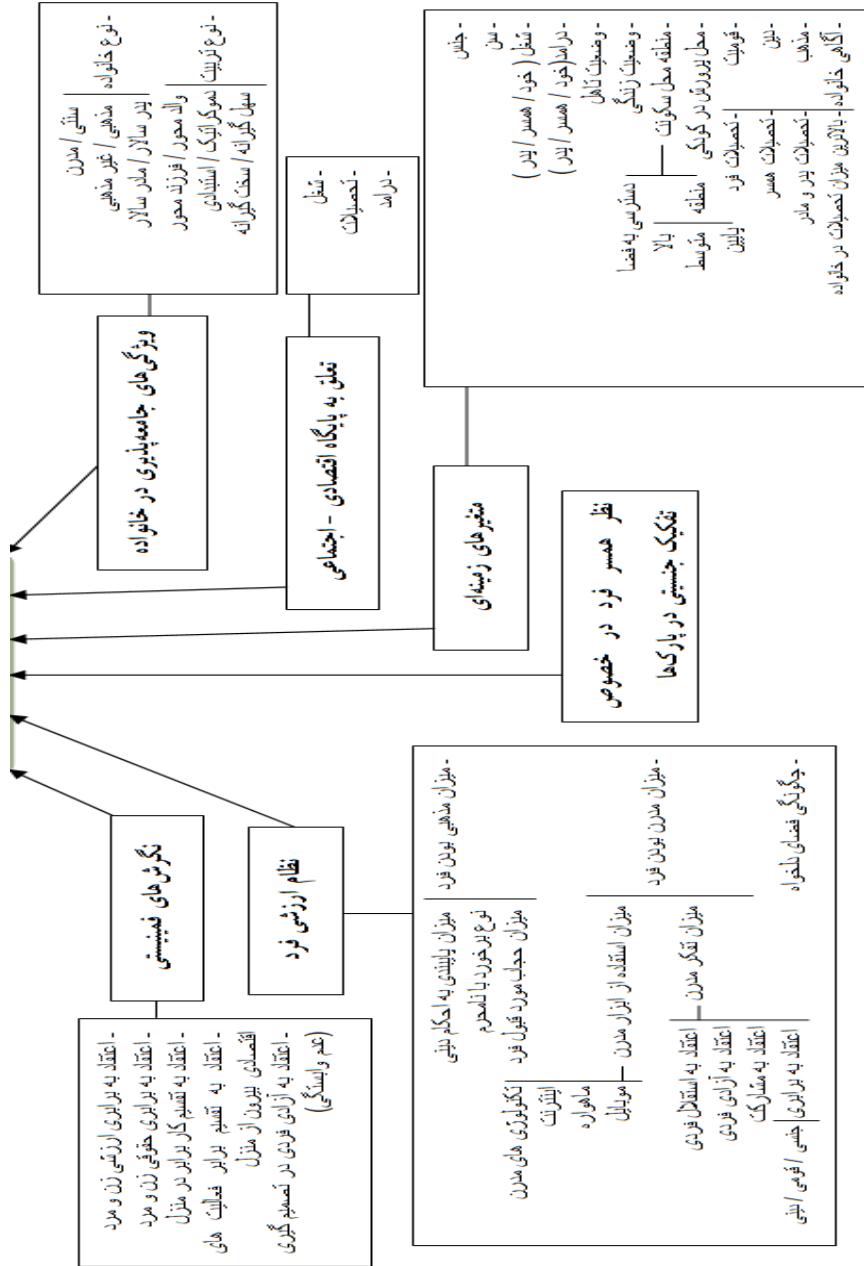 ویژگی‌های جامعه‌پذیری در خانواده
- نوع خانواده
سنتی / مدرن
مذهبی / غیر مذهبی
پدر سالار / مادر سالار
- نوع تربیت
والد محور / فرزند محور
دموکراتیک / استبدادی
سهل گیرانه / سخت گیرانه
تعلق به پایگاه اقتصادی - اجتماعی
- شغل
- تحصیلات
- درامد
متغیرهای زمینه‌ای
- جنس
- سن
- شغل ( خود / همسر / پدر )
- درامد(خود / همسر / پدر )
- وضعیت تاهل
- وضعیت زندگی
- منطقه محل سکونت
دسترسی به فضا
منطقه
بالا
متوسط
پایین
- محل پرورش در کودکی
- قومیت
- دین
- مذهب
- تحصیلات فرد
- تحصیلات همسر
- تحصیلات پدر و مادر
- آگاهی خانواده
- بالاترین میزان تحصیلات در خانواده
نظر همسر فرد در خصوص
تفکیک جنسیتی در پارک‌ها
نظام ارزشی فرد
- میزان مذهبی بودن فرد
میزان پایبندی به احکام دینی
نوع برخورد با نامحرم
میزان حجاب مورد قبول فرد
- میزان مدرن بودن فرد
میزان استفاده از ابزار مدرن
تکنولوژی های مدرن
اینترنت
ماهواره
موبایل
میزان تفکر مدرن
اعتقاد به استقلال فردی
اعتقاد به آزادی فردی
اعتقاد به مشارکت
اعتقاد به برابری
جنسی / قومی / دینی
- چگونگی فضای دلخواه
نگرش‌های فمینیستی
- اعتقاد به برابری ارزشی زن و مرد
- اعتقاد به برابری حقوقی زن و مرد
- اعتقاد به تقسیم کار برابر در منزل
- اعتقاد به تقسیم برابر فعالیت های
اقتصادی بیرون از منزل
- اعتقاد به آزادی فردی در تصمیم گیری
(عدم وابستگی)